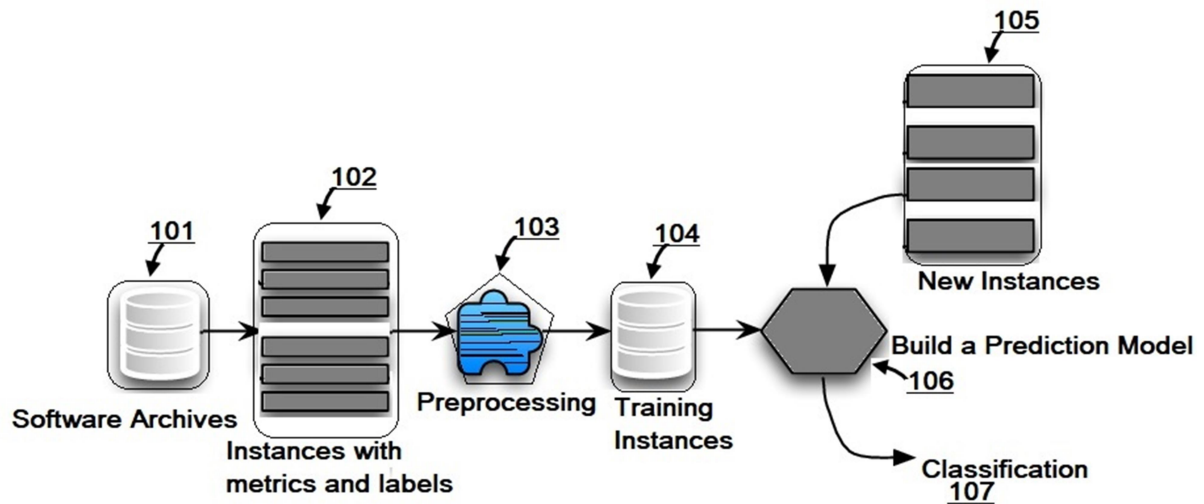 105
102
101
103
104
New Instances
Build a Prediction Model
106
Preprocessing
Training
Instances
Software Archives
Instances with
metrics and labels
Classification
107